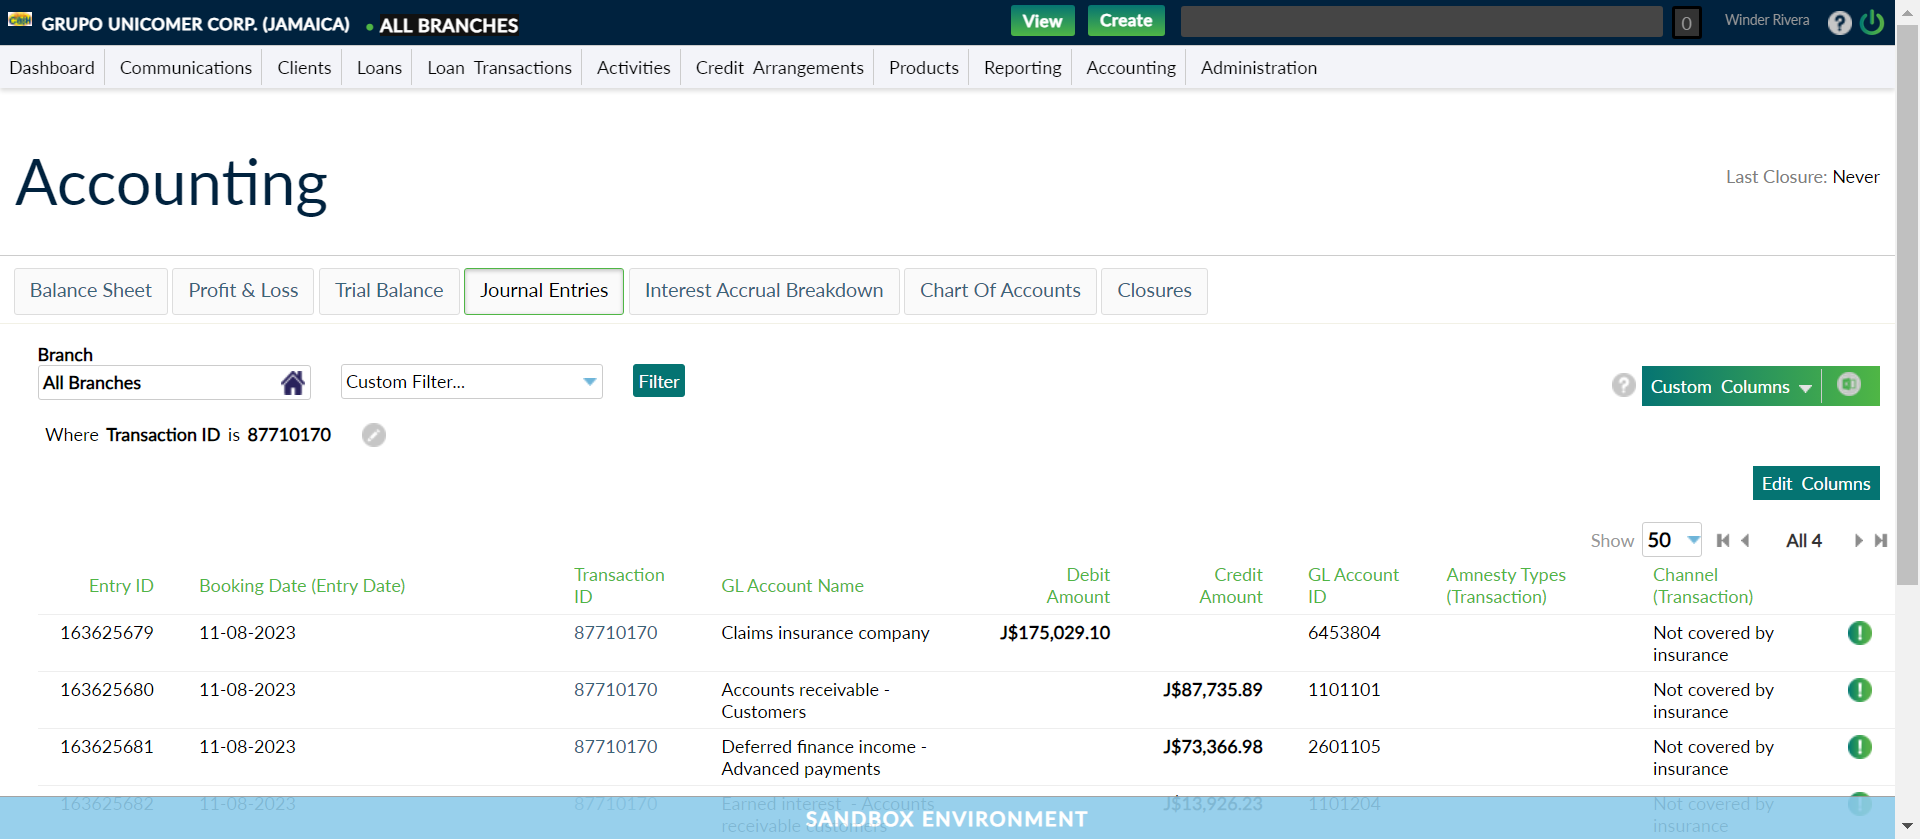 GRUPO UNICOMER CORP. (JAMAICA) • ALL BRANCHES View Create 0 Winder Rivera ?
Dashboard Communications Clients Loans Loan Transactions Activities Credit Arrangements Products Reporting Accounting Administration
Accounting
Last Closure: Never
Balance Sheet Profit & Loss Trial Balance Journal Entries Interest Accrual Breakdown Chart Of Accounts Closures
Branch
All Branches Custom Filter... Filter ? Custom Columns
Where Transaction ID is 87710170
Edit Columns
Show 50 All 4
Entry ID Booking Date (Entry Date) Transaction ID GL Account Name Debit Amount Credit Amount GL Account ID Amnesty Types (Transaction) Channel (Transaction)
163625679 11-08-2023 87710170 Claims insurance company J$175,029.10 6453804 Not covered by
insurance
163625680 11-08-2023 87710170 Accounts receivable - J$87,735.89 1101101 Not covered by
Customers insurance
163625681 11-08-2023 87710170 Deferred finance income - J$73,366.98 2601105 Not covered by
Advanced payments insurance
163625682 11-08-2023 87710170 Earned interest - Accounts J$13,926.23 1101204 Not covered by
receivable customers insurance
SANDBOX ENVIRONMENT